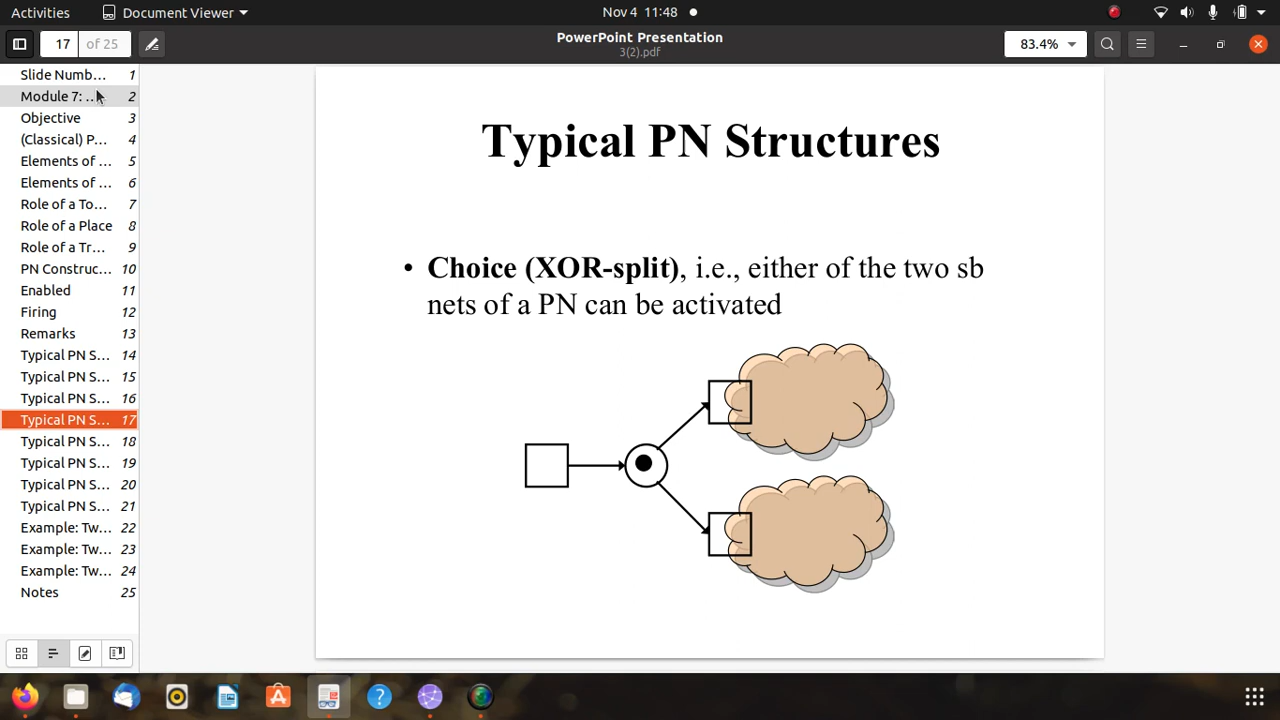 Activities
Document Viewer
Nov 4 11:48
17 of 25
PowerPoint Presentation
3(2).pdf
83.4%
Slide Numb... 1
Module 7: ... 2
Objective 3
(Classical) P... 4
Elements of ... 5
Elements of ... 6
Role of a To... 7
Role of a Place 8
Role of a Tr... 9
PN Construc... 10
Enabled 11
Firing 12
Remarks 13
Typical PN S... 14
Typical PN S... 15
Typical PN S... 16
Typical PN S... 17
Typical PN S... 18
Typical PN S... 19
Typical PN S... 20
Typical PN S... 21
Example: Tw... 22
Example: Tw... 23
Example: Tw... 24
Notes 25
Typical PN Structures
• Choice (XOR-split), i.e., either of the two sb
nets of a PN can be activated